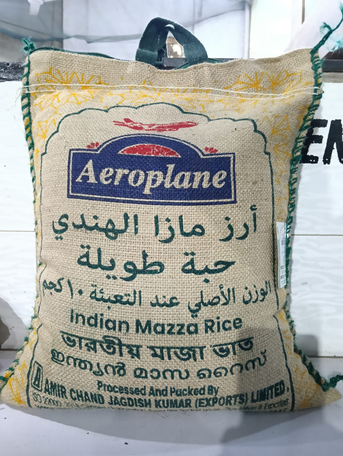 Aeroplane
أرز مازا الهندي
حبة طويلة
الوزن الأصلي عند التعبئة ١٠ كجم
Indian Mazza Rice
ভারতীয় মাজা ভাত
ഇന്ത്യൻ മാസ റൈസ്
Processed And Packed By
AMIR CHAND JAGDISH KUMAR (EXPORTS) LIMITED.
EN